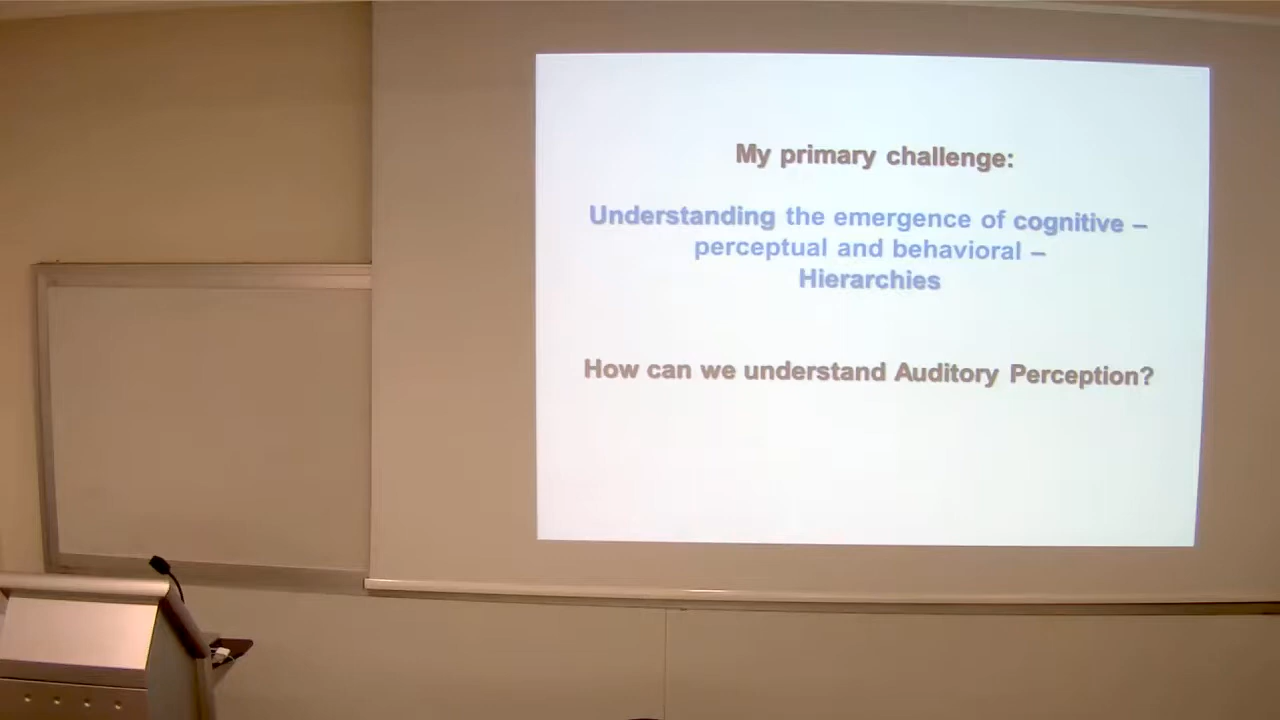 My primary challenge:
Understanding the emergence of cognitive –
perceptual and behavioral –
Hierarchies
How can we understand Auditory Perception?